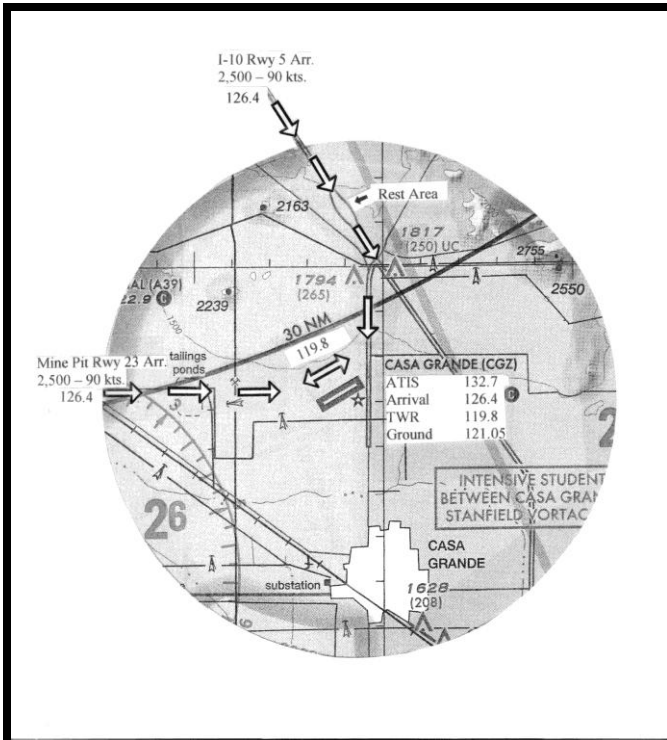 I-10 Rwy 5 Arr.
2,500 – 90 kts.
126.4
Rest Area
2163
1817
(250) UC
2755
1794
(265)
2550
AL (A39)
22.9
C
2239
1500
30 NM
119.8
Mine Pit Rwy 23 Arr.
2,500 – 90 kts.
126.4
tailings
ponds
CASA GRANDE (CGZ)
ATIS 132.7
Arrival 126.4
TWR 119.8
Ground 121.05
C
2
INTENSIVE STUDENT
BETWEEN CASA GRAN
STANFIELD VORTAC
26
CASA
GRANDE
substation
1628
(208)